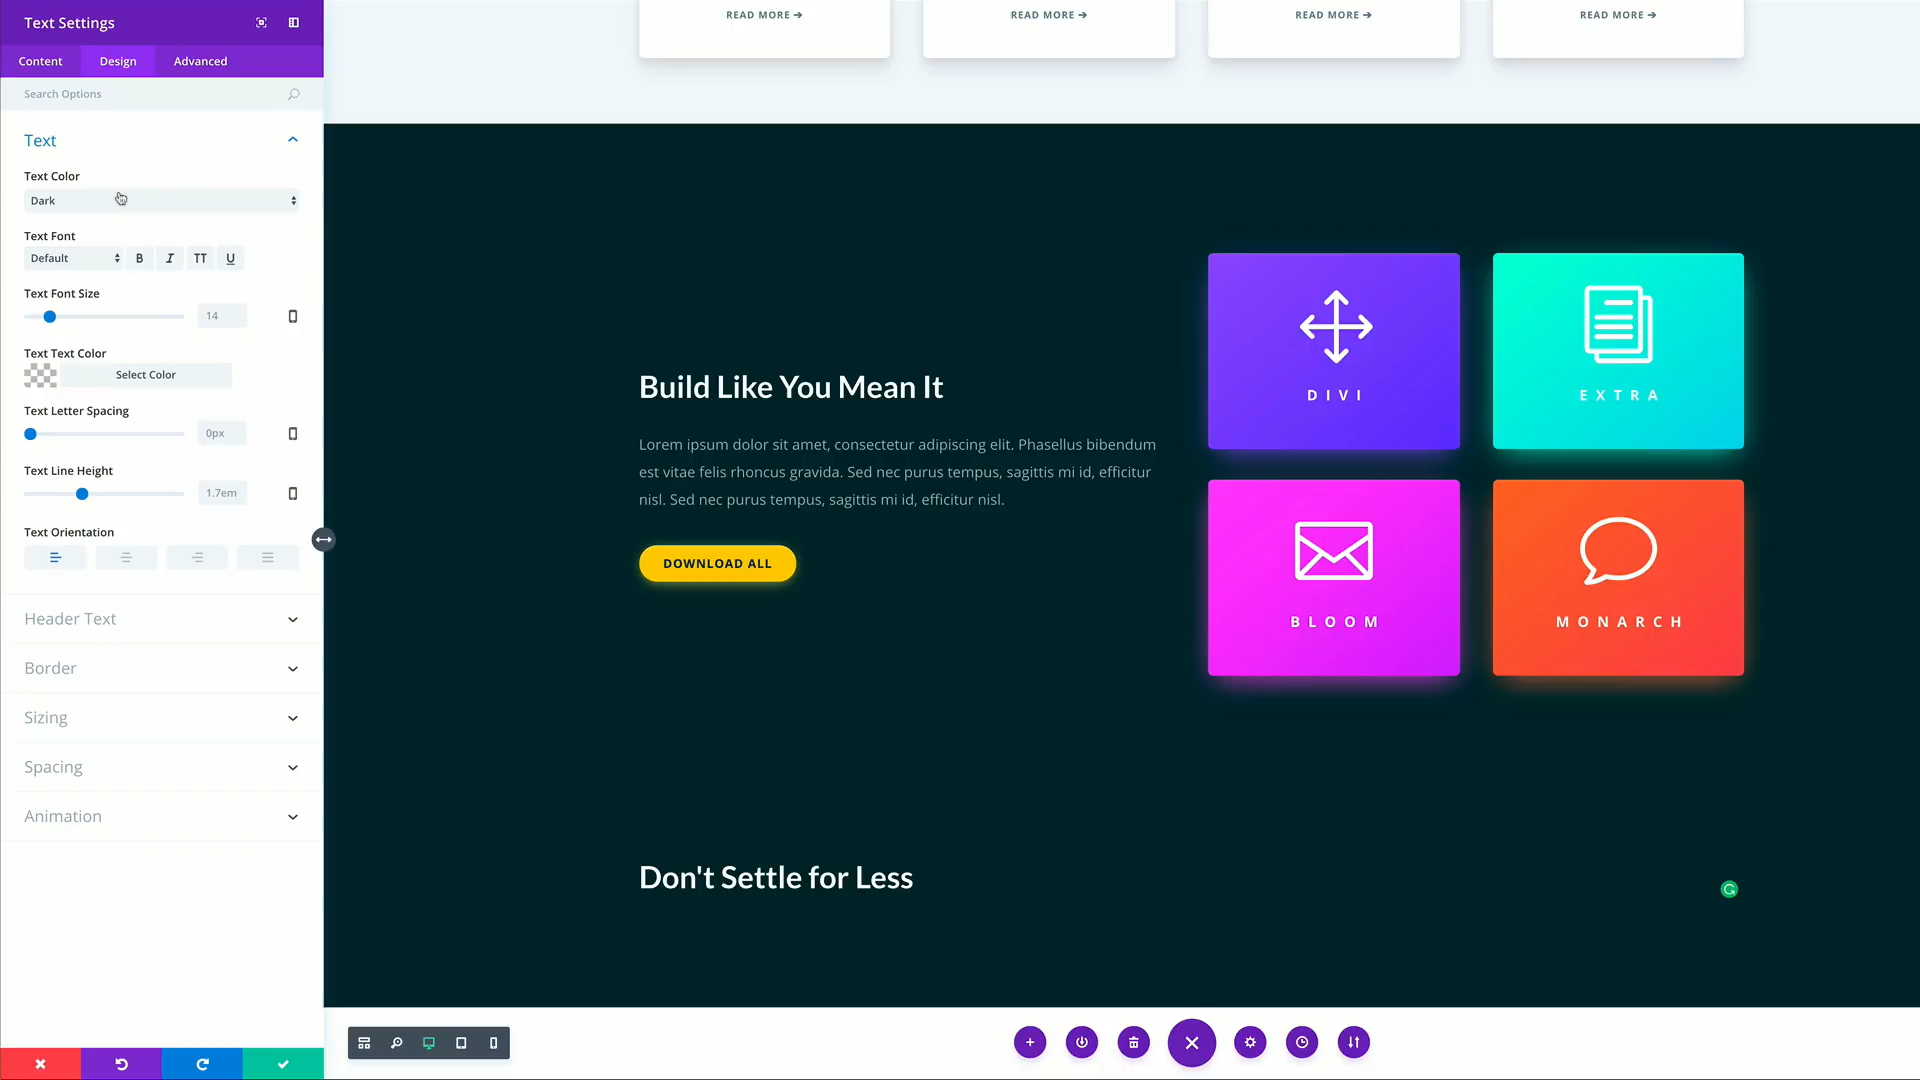 Text Settings
Content Design Advanced
Search Options
Text
Text Color
Dark
Text Font
Default B I TT U
Text Font Size
14
Text Text Color
Select Color
Text Letter Spacing
0px
Text Line Height
1.7em
Text Orientation
Header Text
Border
Sizing
Spacing
Animation
READ MORE → READ MORE → READ MORE → READ MORE →
Build Like You Mean It
Lorem ipsum dolor sit amet, consectetur adipiscing elit. Phasellus bibendum
est vitae felis rhoncus gravida. Sed nec purus tempus, sagittis mi id, efficitur
nisl. Sed nec purus tempus, sagittis mi id, efficitur nisl.
DOWNLOAD ALL
DIVI EXTRA
BLOOM MONARCH
Don't Settle for Less